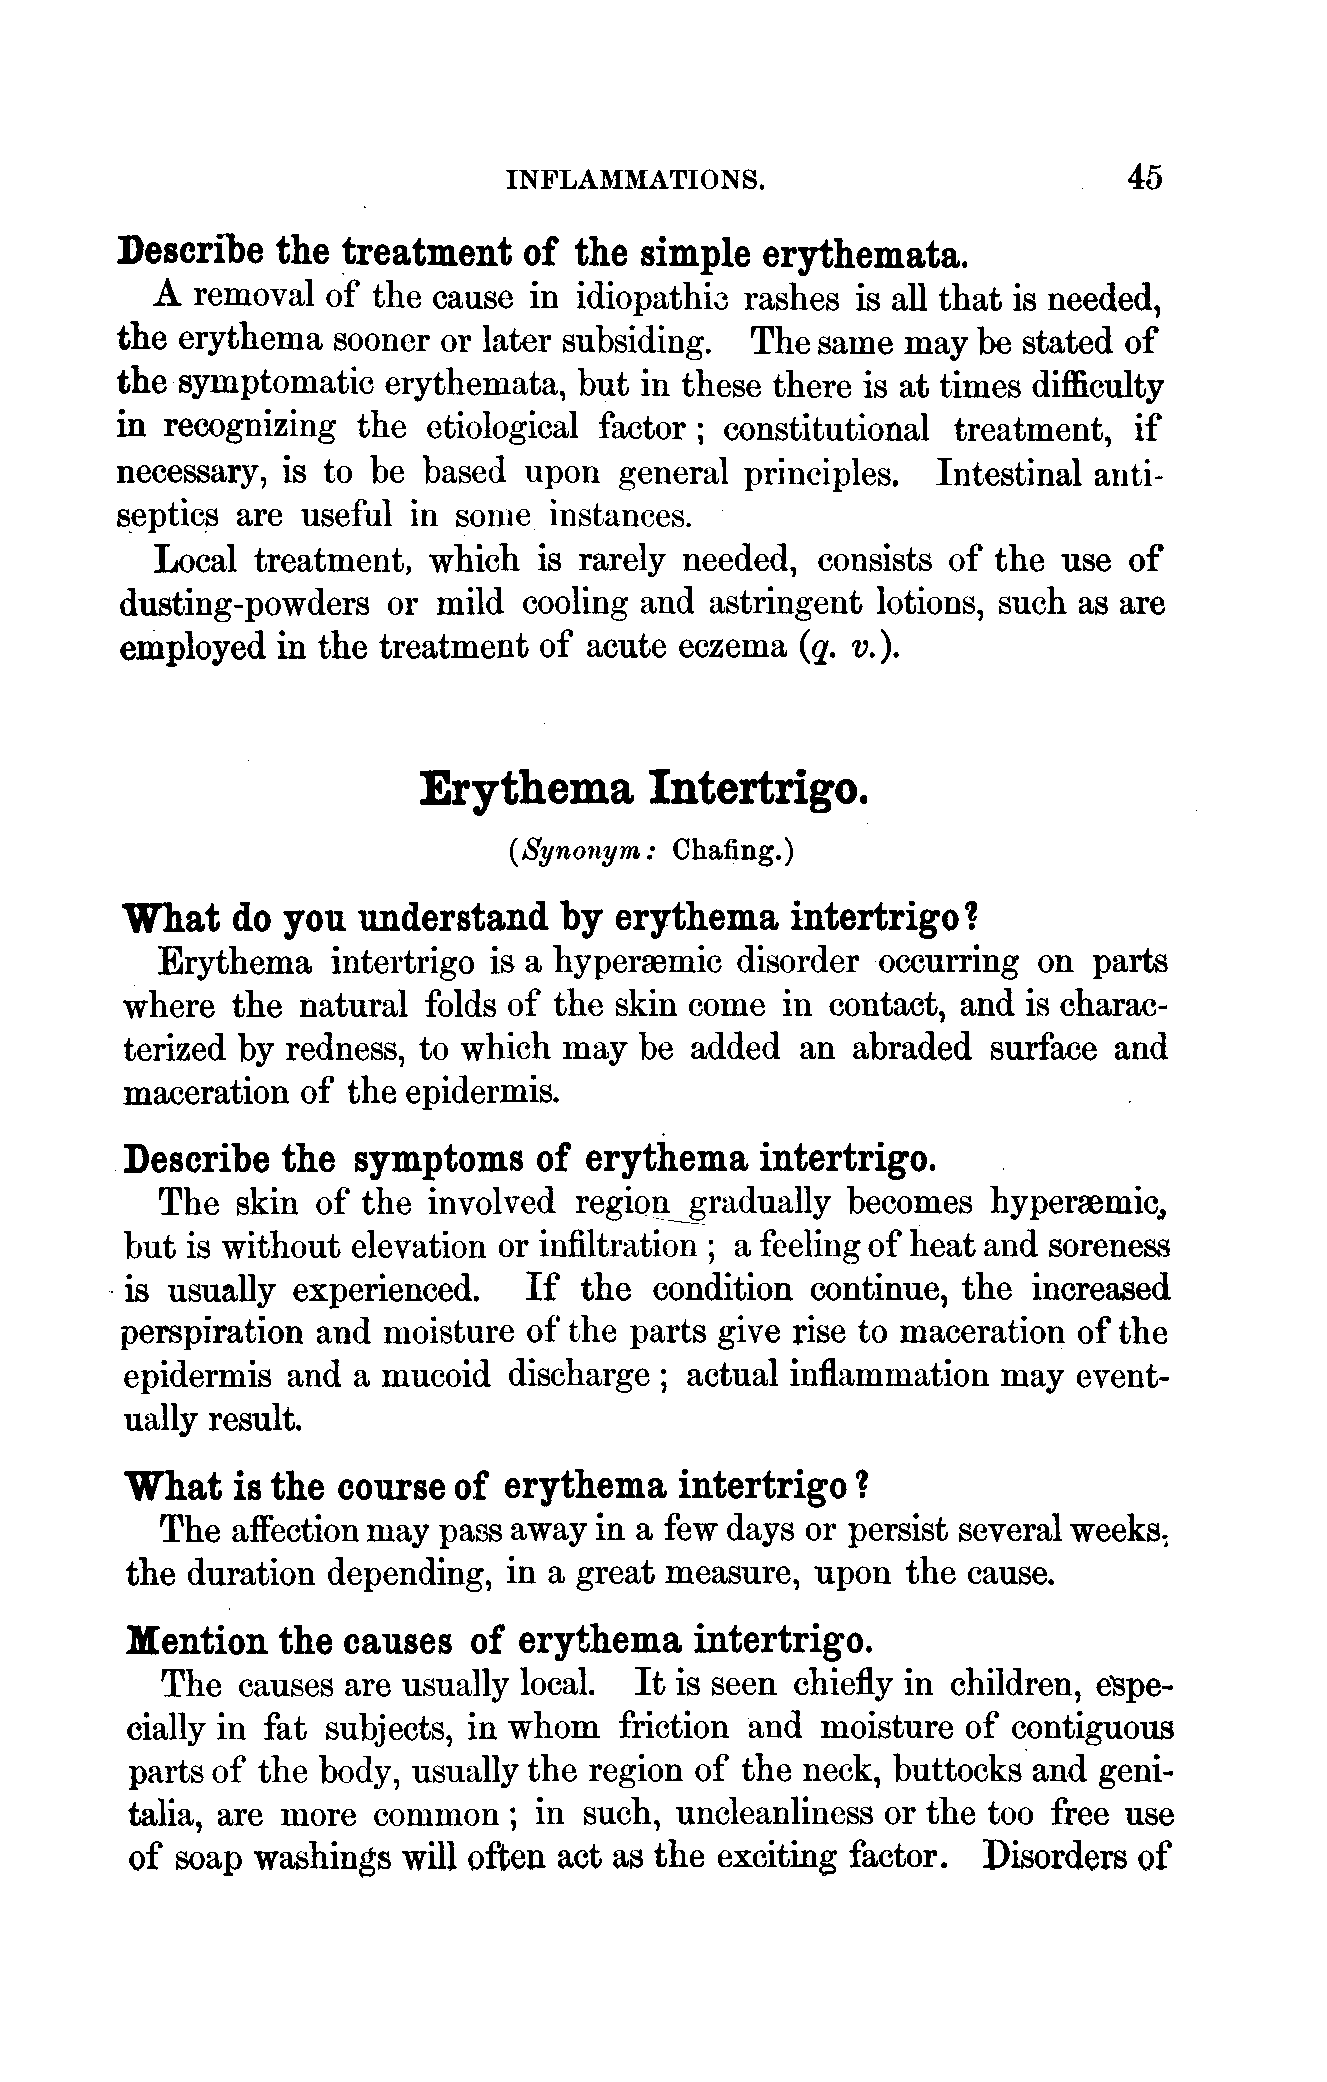 INFLAMMATIONS. 45
Describe the treatment of the simple erythemata.
A removal of the cause in idiopathic rashes is all that is needed,
the erythema sooner or later subsiding. The same may be stated of
the symptomatic erythemata, but in these there is at times difficulty
in recognizing the etiological factor ; constitutional treatment, if
necessary, is to be based upon general principles. Intestinal anti-
septics are useful in some instances.
Local treatment, which is rarely needed, consists of the use of
dusting-powders or mild cooling and astringent lotions, such as are
employed in the treatment of acute eczema (q. v.).
Erythema Intertrigo.
(Synonym: Chafing.)
What do you understand by erythema intertrigo?
Erythema intertrigo is a hyperæmic disorder occurring on parts
where the natural folds of the skin come in contact, and is charac-
terized by redness, to which may be added an abraded surface and
maceration of the epidermis.
Describe the symptoms of erythema intertrigo.
The skin of the involved region gradually becomes hyperæmic,
but is without elevation or infiltration ; a feeling of heat and soreness
is usually experienced. If the condition continue, the increased
perspiration and moisture of the parts give rise to maceration of the
epidermis and a mucoid discharge ; actual inflammation may event-
ually result.
What is the course of erythema intertrigo ?
The affection may pass away in a few days or persist several weeks,
the duration depending, in a great measure, upon the cause.
Mention the causes of erythema intertrigo.
The causes are usually local. It is seen chiefly in children, espe-
cially in fat subjects, in whom friction and moisture of contiguous
parts of the body, usually the region of the neck, buttocks and geni-
talia, are more common ; in such, uncleanliness or the too free use
of soap washings will often act as the exciting factor. Disorders of